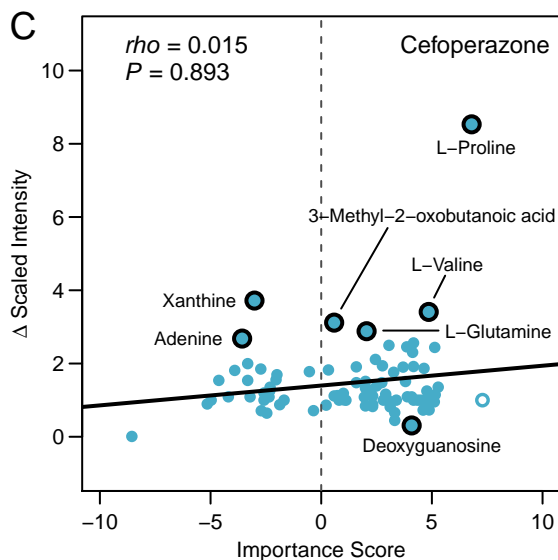 C
rho = 0.015
P = 0.893
Cefoperazone
Δ Scaled Intensity
10
8
6
4
2
0
L−Proline
3−Methyl−2−oxobutanoic acid
L−Valine
Xanthine
Adenine
L−Glutamine
Deoxyguanosine
−10
−5
0
5
10
Importance Score